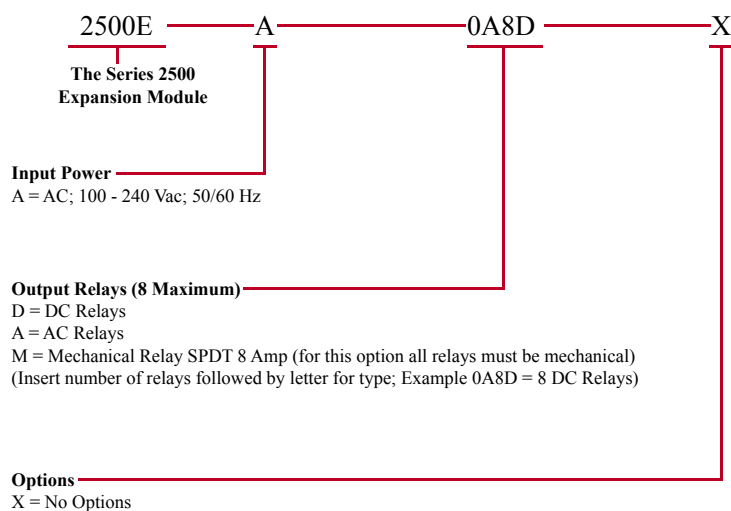 2500E A 0A8D X
The Series 2500
Expansion Module
Input Power
A = AC; 100 - 240 Vac; 50/60 Hz
Output Relays (8 Maximum)
D = DC Relays
A = AC Relays
M = Mechanical Relay SPDT 8 Amp (for this option all relays must be mechanical)
(Insert number of relays followed by letter for type; Example 0A8D = 8 DC Relays)
Options
X = No Options